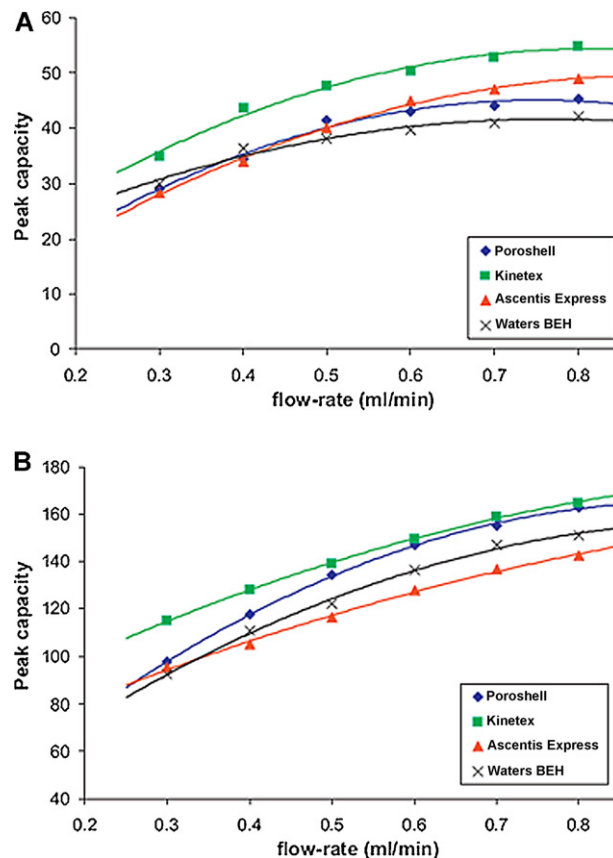 A
60
50
40
30
20
10
0
Peak capacity
Poroshell
Kinetex
Ascentis Express
Waters BEH
0.2 0.3 0.4 0.5 0.6 0.7 0.8
flow-rate (ml/min)
B
180
160
140
120
100
80
60
40
Peak capacity
Poroshell
Kinetex
Ascentis Express
Waters BEH
0.2 0.3 0.4 0.5 0.6 0.7 0.8
flow-rate (ml/min)